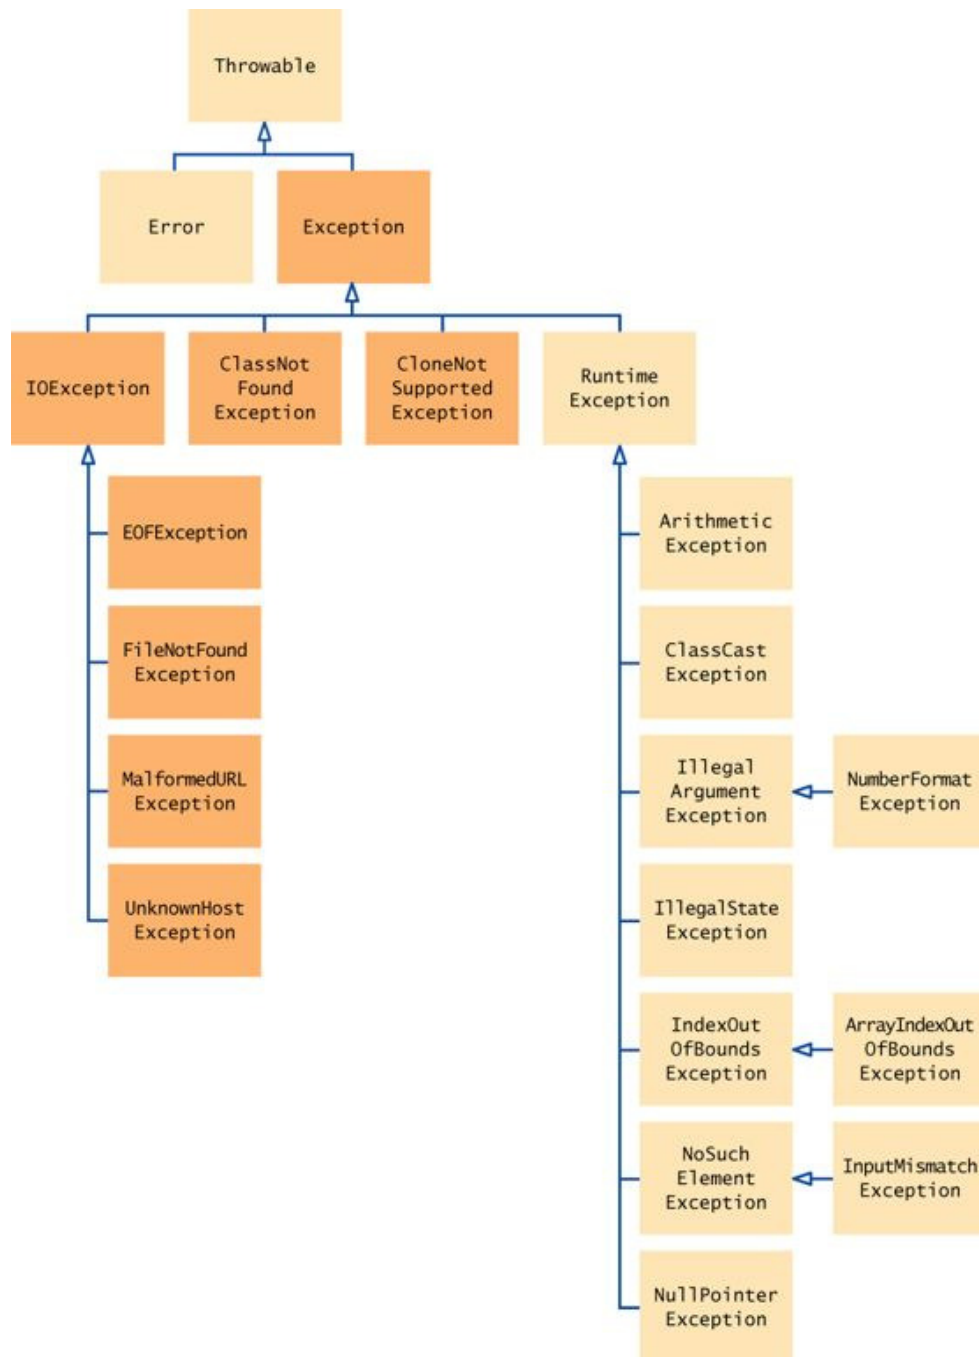 Throwable
Error
Exception
IOException
ClassNot
Found
Exception
CloneNot
Supported
Exception
Runtime
Exception
EOFException
FileNotFound
Exception
MalformedURL
Exception
UnknownHost
Exception
Arithmetic
Exception
ClassCast
Exception
Illegal
Argument
Exception
NumberFormat
Exception
IllegalState
Exception
IndexOut
OfBounds
Exception
ArrayIndexOut
OfBounds
Exception
NoSuch
Element
Exception
InputMismatch
Exception
NullPointer
Exception